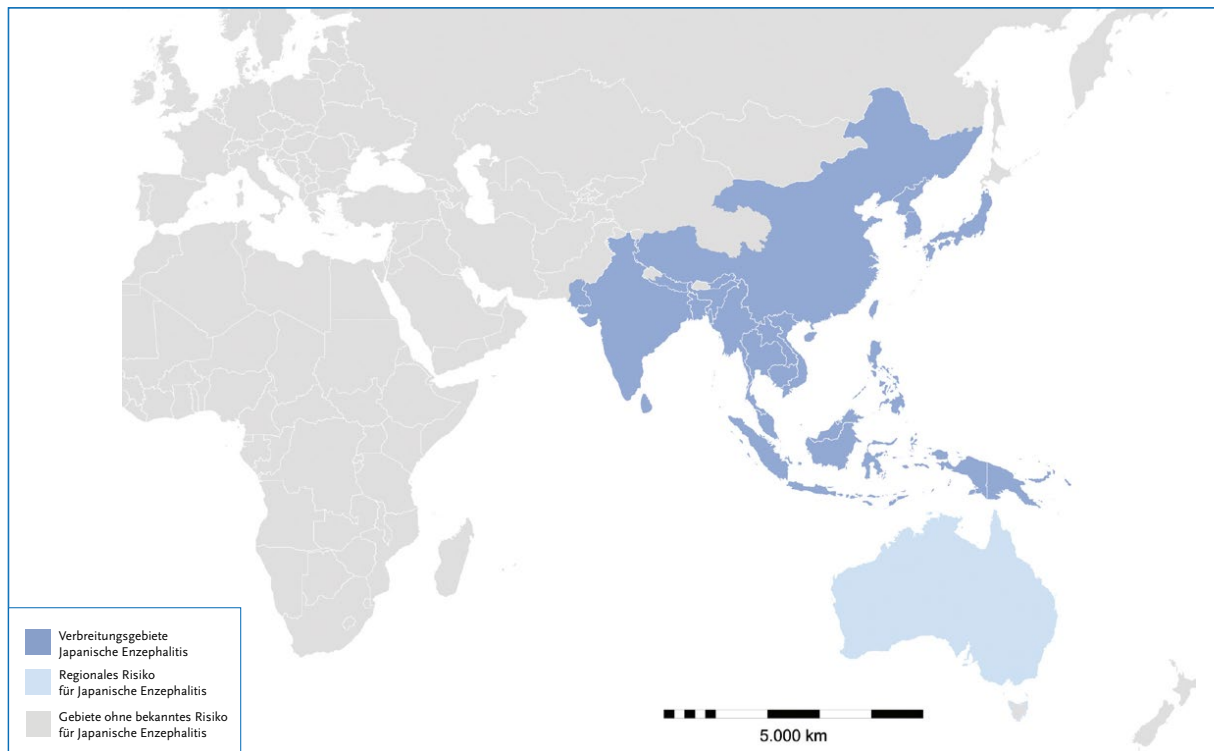 Verbreitungsgebiete
Japanische Enzephalitis
Regionales Risiko
für Japanische Enzephalitis
Gebiete ohne bekanntes Risiko
für Japanische Enzephalitis
5.000 km